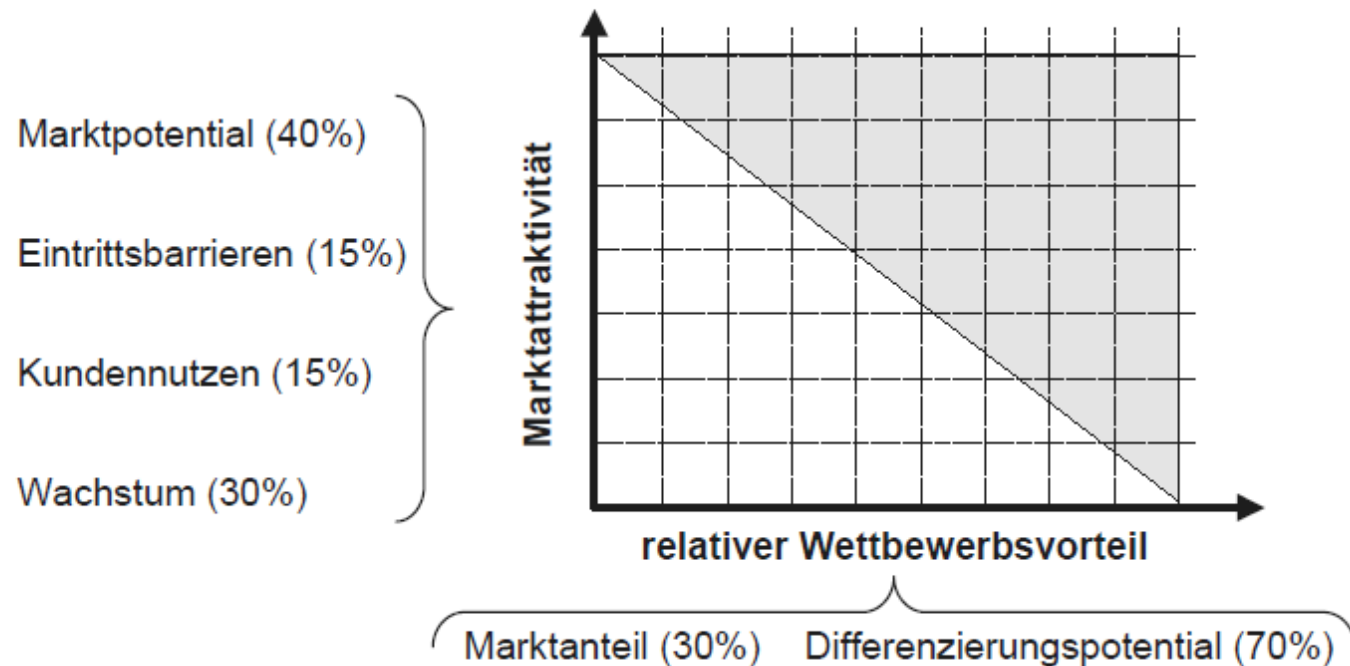 Marktpotential (40%)
Eintrittsbarrieren (15%)
Kundennutzen (15%)
Wachstum (30%)
Marktattraktivität
relativer Wettbewerbsvorteil
Marktanteil (30%) Differenzierungspotential (70%)